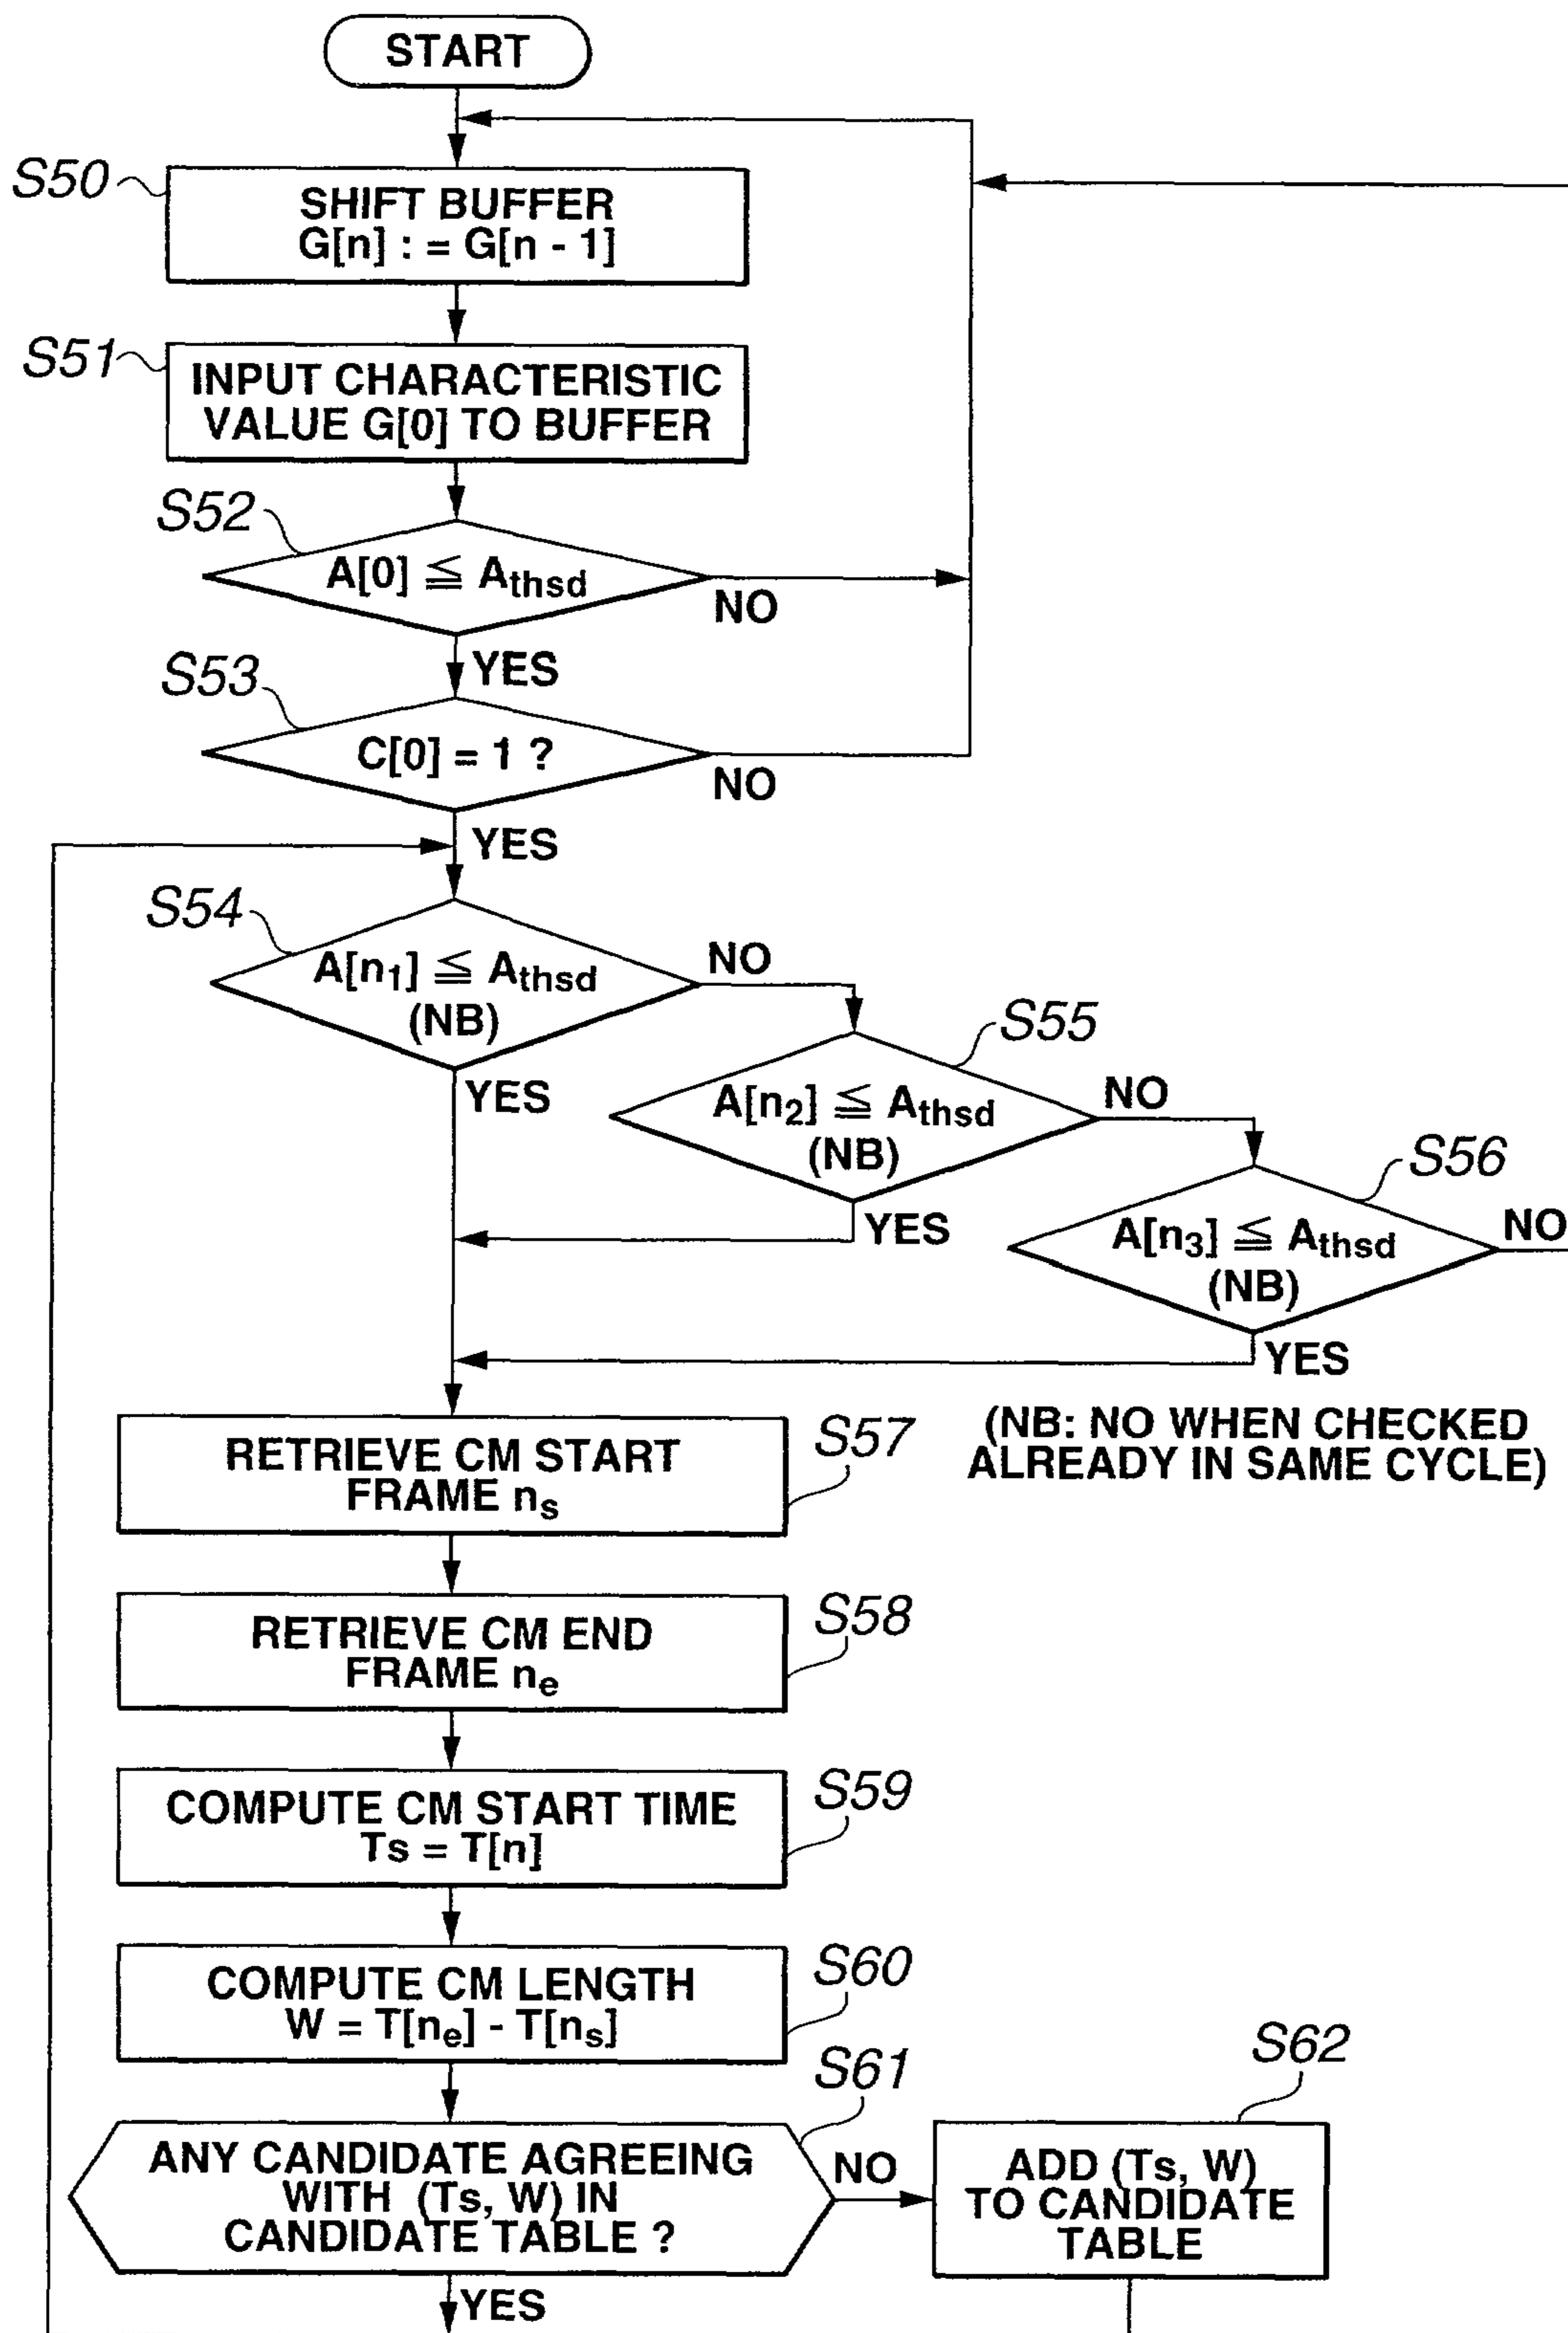 START
S50
SHIFT BUFFER
G[n] : = G[n - 1]
S51
INPUT CHARACTERISTIC
VALUE G[0] TO BUFFER
S52
A[0] ≦ Athsd
NO
YES
S53
C[0] = 1 ?
NO
YES
S54
A[n1] ≦ Athsd
(NB)
NO
YES
S55
A[n2] ≦ Athsd
(NB)
NO
YES
S56
A[n3] ≦ Athsd
(NB)
NO
YES
(NB: NO WHEN CHECKED
ALREADY IN SAME CYCLE)
S57
RETRIEVE CM START
FRAME ns
S58
RETRIEVE CM END
FRAME ne
S59
COMPUTE CM START TIME
Ts = T[n]
S60
COMPUTE CM LENGTH
W = T[ne] - T[ns]
S61
ANY CANDIDATE AGREEING
WITH (Ts, W) IN
CANDIDATE TABLE ?
NO
YES
S62
ADD (Ts, W)
TO CANDIDATE
TABLE